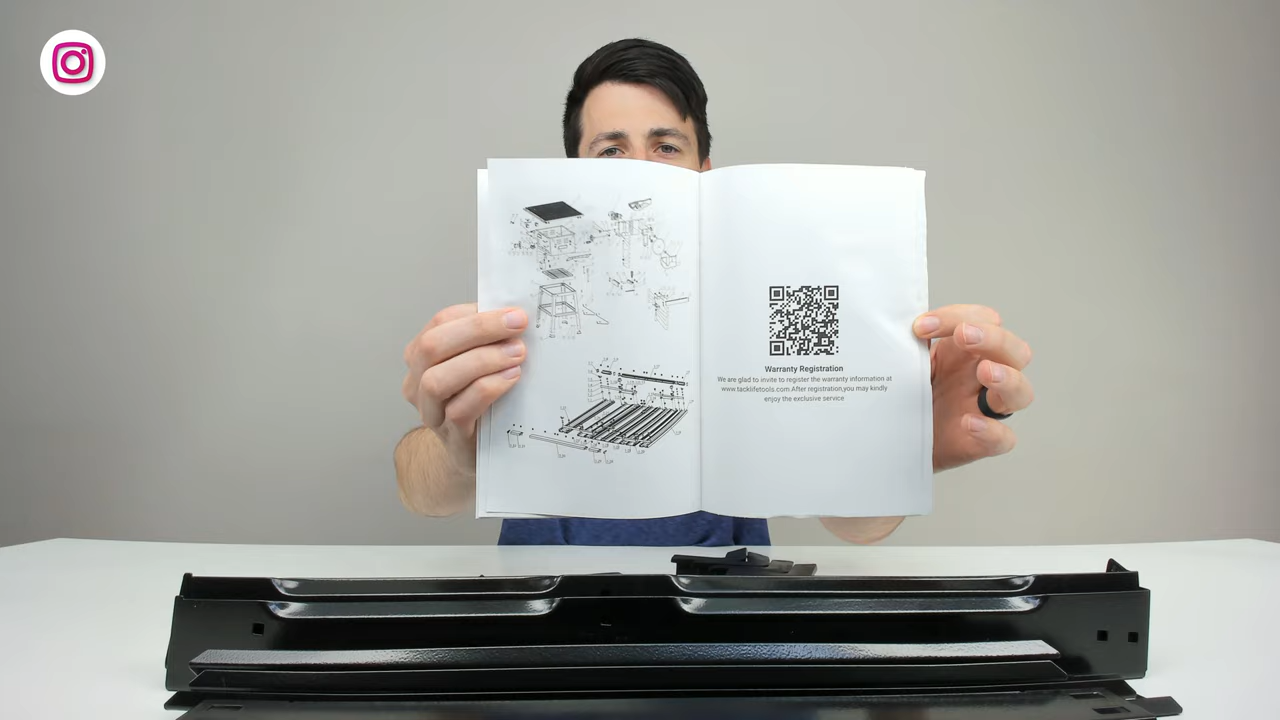 Warranty Registration
We are glad to invite to register the warranty information at
www.tacklifetools.com.After registration,you may kindly
enjoy the exclusive service